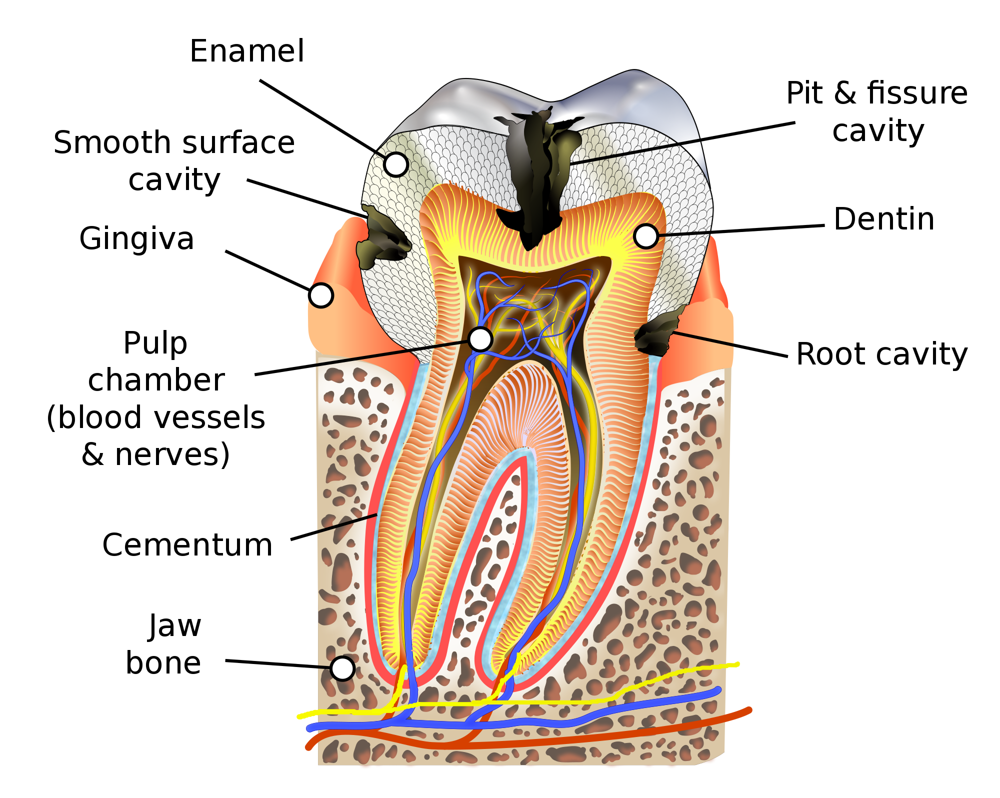 Enamel
Smooth surface
cavity
Gingiva
Pulp
chamber
(blood vessels
& nerves)
Cementum
Jaw
bone
Pit & fissure
cavity
Dentin
Root cavity